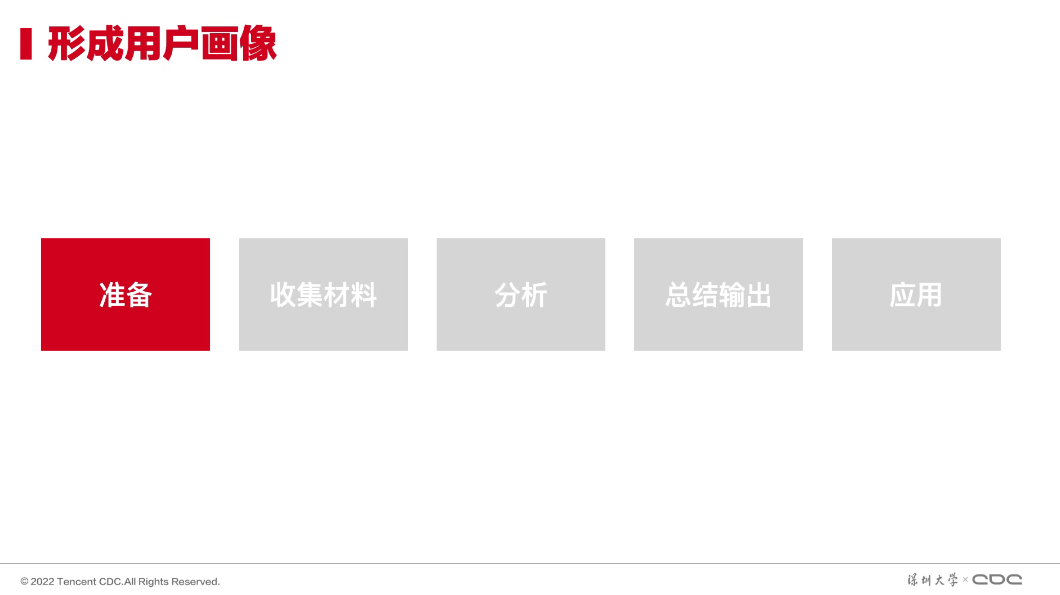 形成用户画像
准备
收集材料
分析
总结输出
应用
© 2022 Tencent CDC.All Rights Reserved.
深圳大学 × CDC